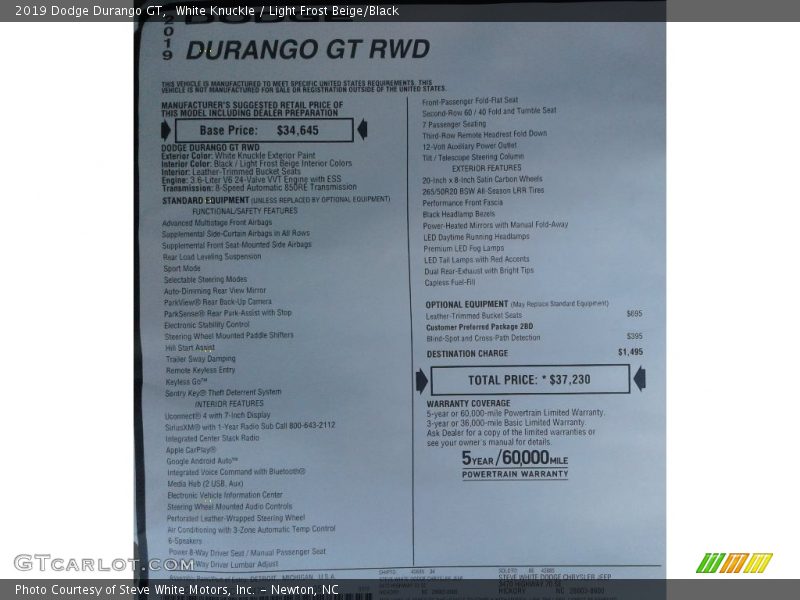 2019 Dodge Durango GT, White Knuckle / Light Frost Beige/Black
DODGE
2019
DURANGO GT RWD
THIS VEHICLE IS MANUFACTURED TO MEET SPECIFIC UNITED STATES REQUIREMENTS. THIS
VEHICLE IS NOT MANUFACTURED FOR SALE OR REGISTRATION OUTSIDE OF THE UNITED STATES.
MANUFACTURER'S SUGGESTED RETAIL PRICE OF
THIS MODEL INCLUDING DEALER PREPARATION
Base Price: $34,645
DODGE DURANGO GT RWD
Exterior Color: White Knuckle Exterior Paint
Interior Color: Black / Light Frost Beige Interior Colors
Interior: Leather-Trimmed Bucket Seats
Engine: 3.6-Liter V6 24-Valve VVT Engine with ESS
Transmission: 8-Speed Automatic 850RE Transmission
STANDARD EQUIPMENT (UNLESS REPLACED BY OPTIONAL EQUIPMENT)
FUNCTIONAL/SAFETY FEATURES
Advanced Multistage Front Airbags
Supplemental Side-Curtain Airbags in All Rows
Supplemental Front Seat-Mounted Side Airbags
Rear Load Leveling Suspension
Sport Mode
Selectable Steering Modes
Auto-Dimming Rear View Mirror
ParkView® Rear Back-Up Camera
ParkSense® Rear Park-Assist with Stop
Electronic Stability Control
Steering Wheel Mounted Paddle Shifters
Hill Start Assist
Trailer Sway Damping
Remote Keyless Entry
Keyless Go™
Sentry Key® Theft Deterrent System
INTERIOR FEATURES
Uconnect® 4 with 7-Inch Display
SiriusXM® with 1-Year Radio Sub Call 800-643-2112
Integrated Center Stack Radio
Apple CarPlay®
Google Android Auto™
Integrated Voice Command with Bluetooth®
Media Hub (2 USB, Aux)
Electronic Vehicle Information Center
Steering Wheel Mounted Audio Controls
Perforated Leather-Wrapped Steering Wheel
Air Conditioning with 3-Zone Automatic Temp Control
6-Speakers
Power 8-Way Driver Seat / Manual Passenger Seat
Way Driver Lumbar Adjust
Front-Passenger Fold-Flat Seat
Second-Row 60 / 40 Fold and Tumble Seat
7 Passenger Seating
Third-Row Remote Headrest Fold Down
12-Volt Auxiliary Power Outlet
Tilt / Telescope Steering Column
EXTERIOR FEATURES
20-Inch x 8-Inch Satin Carbon Wheels
265/50R20 BSW All-Season LRR Tires
Performance Front Fascia
Black Headlamp Bezels
Power-Heated Mirrors with Manual Fold-Away
LED Daytime Running Headlamps
Premium LED Fog Lamps
LED Tail Lamps with Red Accents
Dual Rear-Exhaust with Bright Tips
Capless Fuel-Fill
OPTIONAL EQUIPMENT (May Replace Standard Equipment)
Leather-Trimmed Bucket Seats $695
Customer Preferred Package 2BD
Blind-Spot and Cross-Path Detection $395
DESTINATION CHARGE $1,495
TOTAL PRICE: * $37,230
WARRANTY COVERAGE
5-year or 60,000-mile Powertrain Limited Warranty.
3-year or 36,000-mile Basic Limited Warranty.
Ask Dealer for a copy of the limited warranties or
see your owner's manual for details.
5 YEAR / 60,000 MILE
POWERTRAIN WARRANTY
STEVE WHITE DODGE CHRYSLER JEEP
HICKORY
GTCARLOT.COM
Photo Courtesy of Steve White Motors, Inc. - Newton, NC